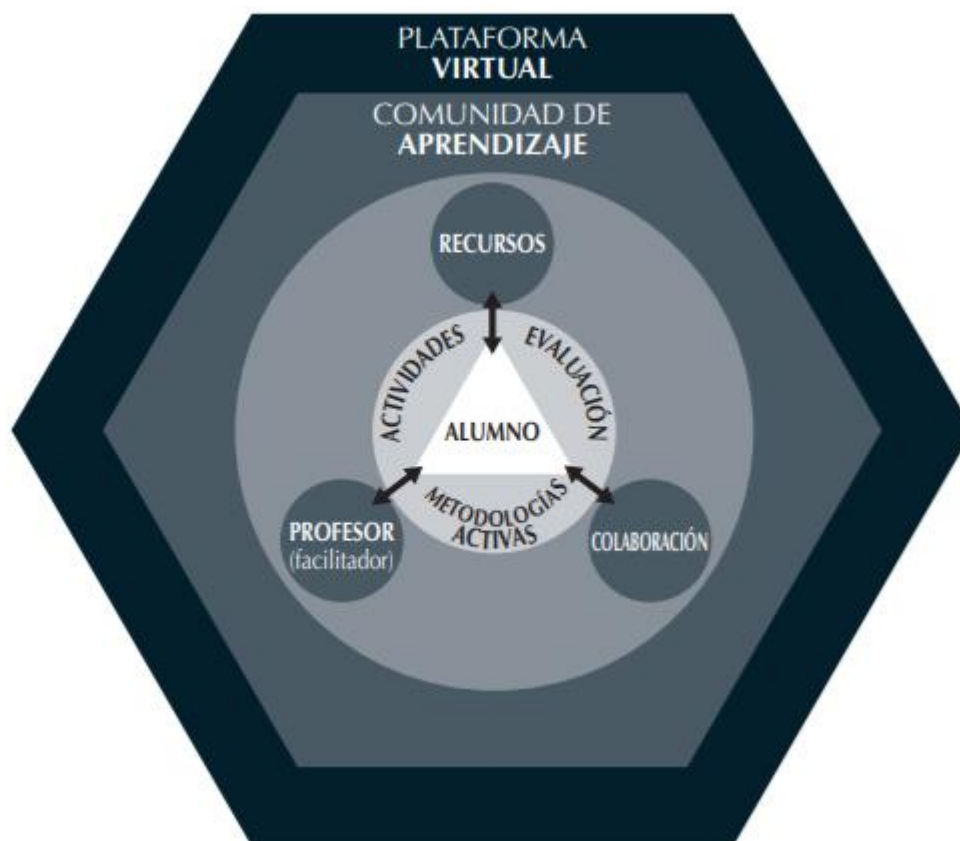 PLATAFORMA
VIRTUAL
COMUNIDAD DE
APRENDIZAJE
RECURSOS
ACTIVIDADES
EVALUACIÓN
ALUMNO
METODOLOGÍAS
ACTIVAS
PROFESOR
(facilitador)
COLABORACIÓN